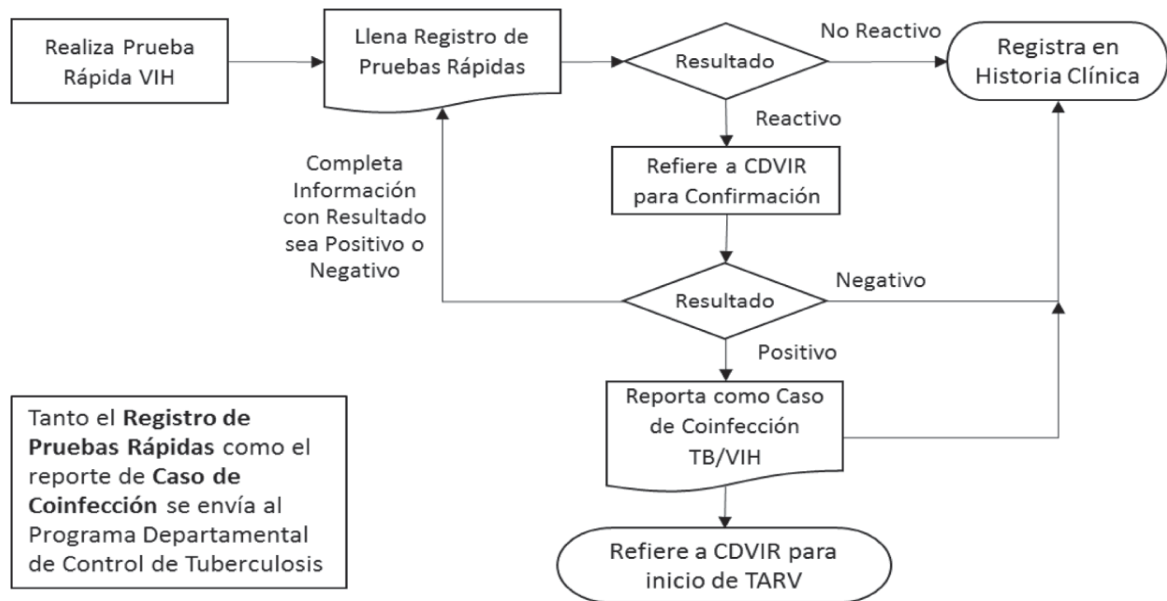 Realiza Prueba
Rápida VIH
Llena Registro de
Pruebas Rápidas
Resultado
No Reactivo
Registra en
Historia Clínica
Reactivo
Refiere a CDVIR
para Confirmación
Completa
Información
con Resultado
sea Positivo o
Negativo
Resultado
Negativo
Positivo
Reporta como Caso
de Coinfección
TB/VIH
Refiere a CDVIR para
inicio de TARV
Tanto el Registro de
Pruebas Rápidas como el
reporte de Caso de
Coinfección se envía al
Programa Departamental
de Control de Tuberculosis